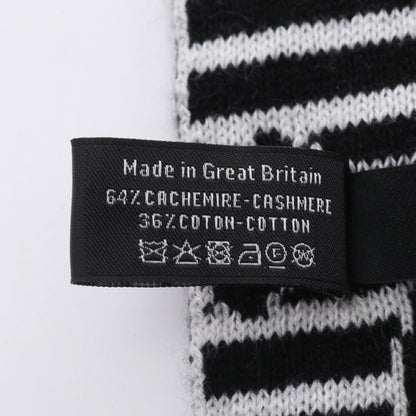 Made in Great Britain
64% CACHEMIRE-CASHMERE
36% COTON-COTTON
F